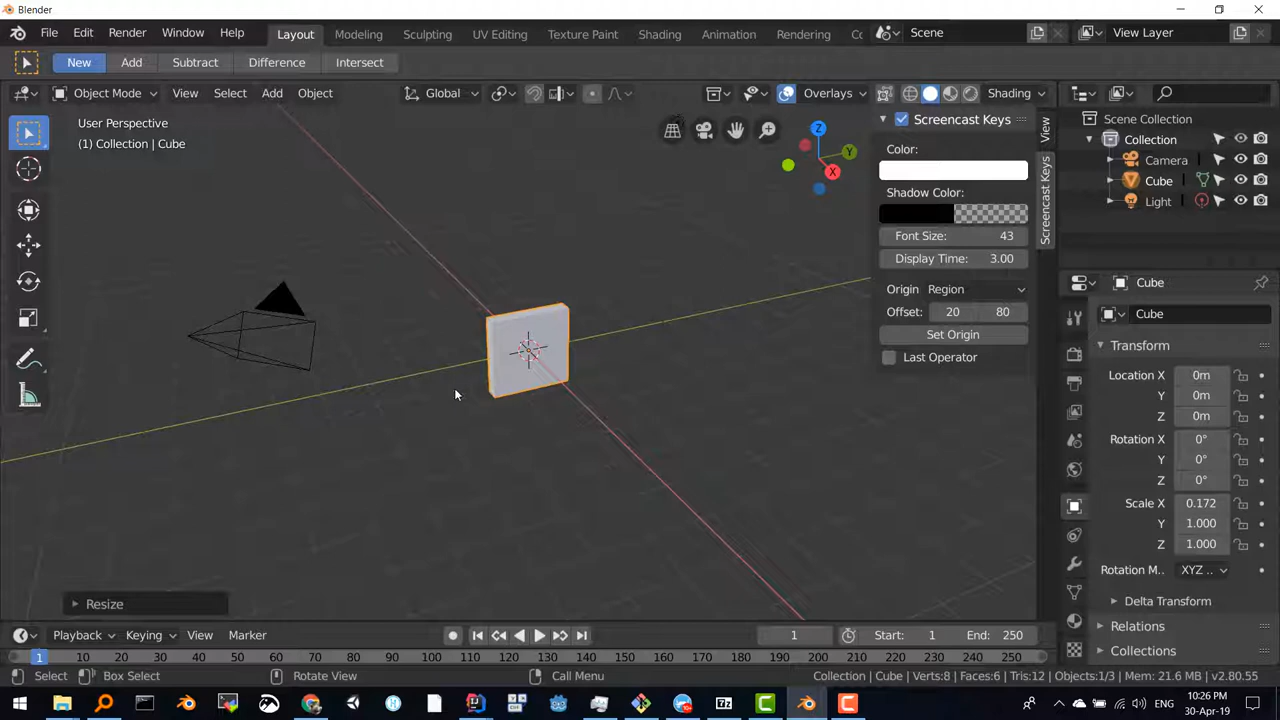 Blender
File Edit Render Window Help Layout Modeling Sculpting UV Editing Texture Paint Shading Animation Rendering Co Scene View Layer
New Add Subtract Difference Intersect
Object Mode View Select Add Object Global Overlays Shading
User Perspective
(1) Collection | Cube
Z
Y
X
Screencast Keys
Color:
Shadow Color:
Font Size: 43
Display Time: 3.00
Origin Region
Offset: 20 80
Set Origin
Last Operator
View
Screencast Keys
Scene Collection
Collection
Camera
Cube
Light
Cube
Cube
Transform
Location X 0m
Y 0m
Z 0m
Rotation X 0°
Y 0°
Z 0°
Scale X 0.172
Y 1.000
Z 1.000
Rotation M.. XYZ ..
Delta Transform
Relations
Collections
Resize
Playback Keying View Marker 1 Start: 1 End: 250
1 10 20 30 40 50 60 70 80 90 100 110 120 130 140 150 160 170 180 190 200 210 220 230 240 250
Select Box Select Rotate View Call Menu Collection | Cube | Verts:8 | Faces:6 | Tris:12 | Objects:1/3 | Mem: 21.6 MB | v2.80.55
10:26 PM
30-Apr-19